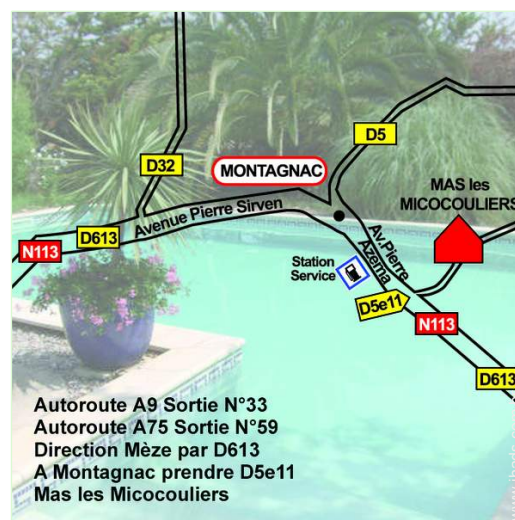 D5
D32
MONTAGNAC
MAS les
MICOCOULIERS
Avenue Pierre Sirven
D613
N113
Av.Pierre
Azema
Station
Service
D5e11
N113
D613
Autoroute A9 Sortie N°33
Autoroute A75 Sortie N°59
Direction Mèze par D613
A Montagnac prendre D5e11
Mas les Micocouliers